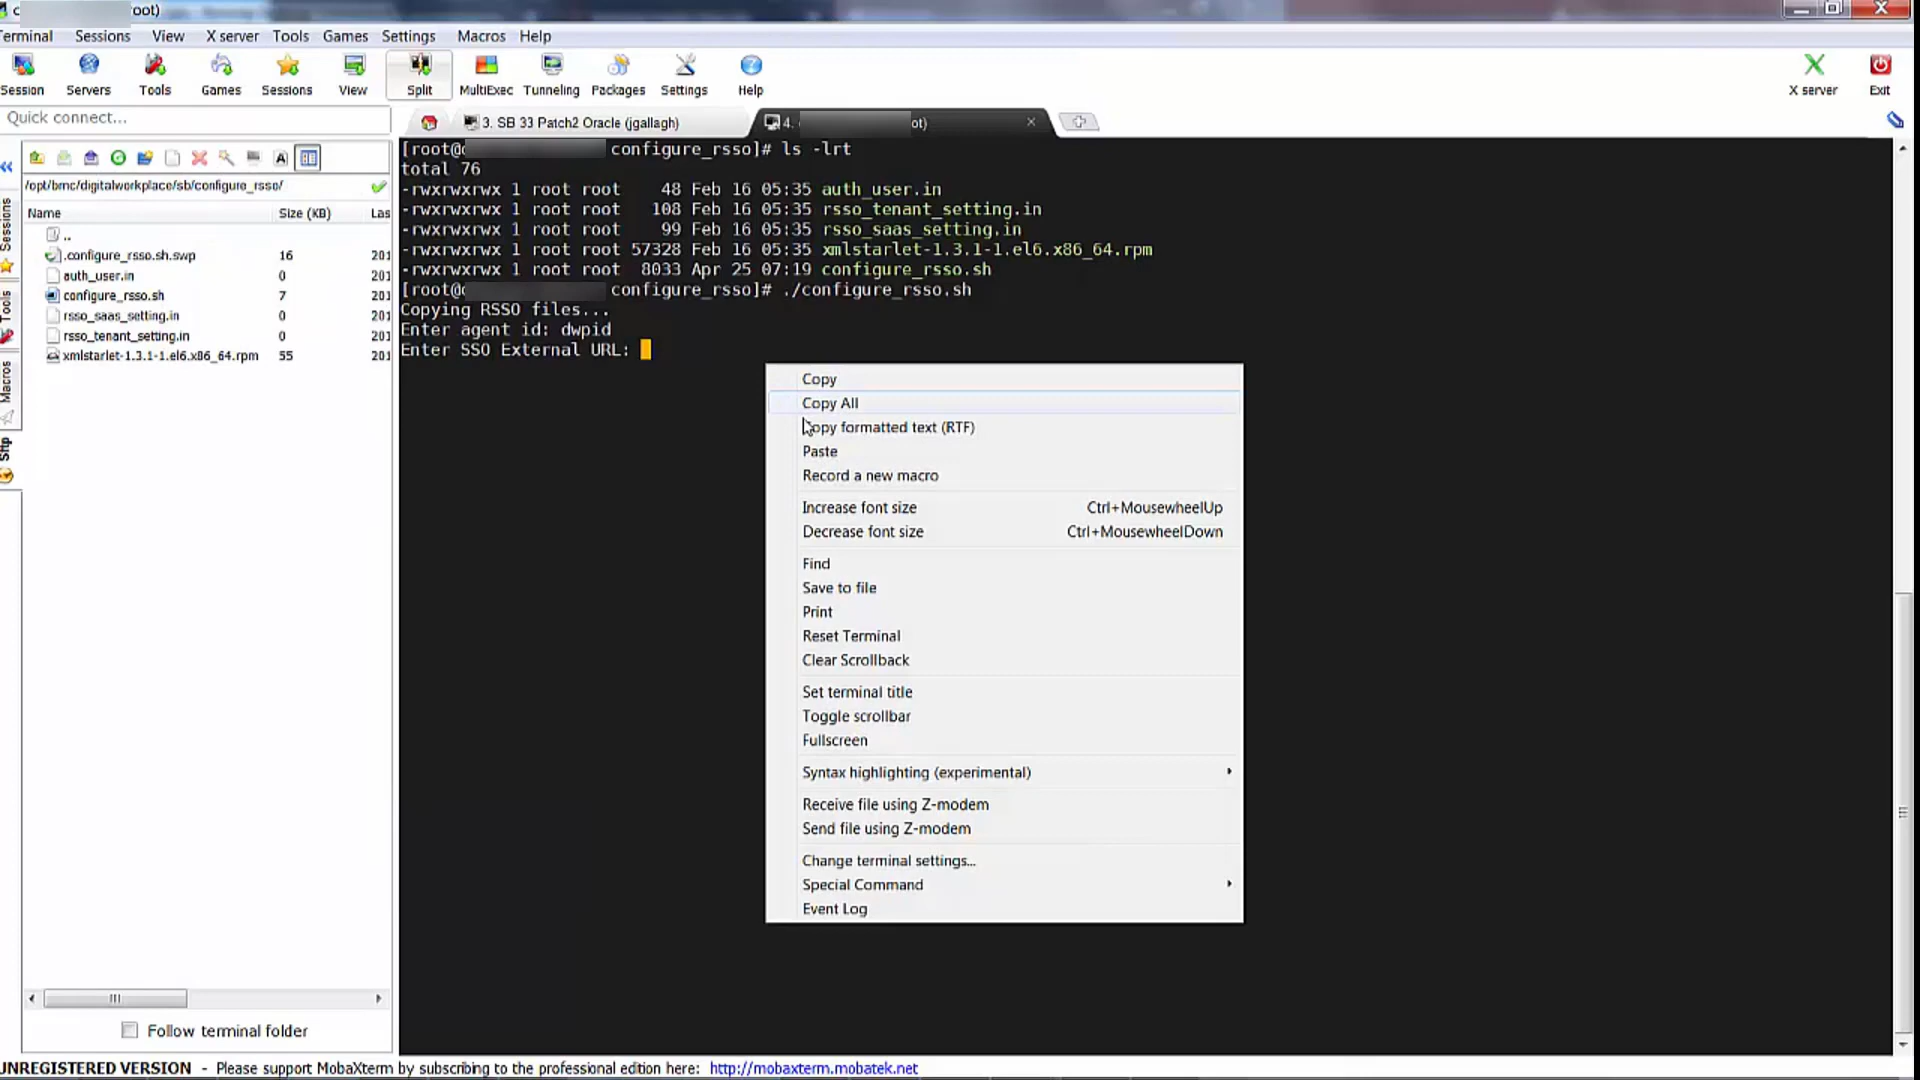 oot)
Terminal Sessions View X server Tools Games Settings Macros Help
Session Servers Tools Games Sessions View Split MultiExec Tunneling Packages Settings Help X server Exit
Quick connect...
3. SB 33 Patch2 Oracle (jgallagh)
4. ot)
/opt/bmc/digitalworkplace/sb/configure_rsso/
Name Size (KB) Las
..
.configure_rsso.sh.swp 16 201
auth_user.in 0 201
configure_rsso.sh 7 201
rsso_saas_setting.in 0 201
rsso_tenant_setting.in 0 201
xmlstarlet-1.3.1-1.el6.x86_64.rpm 55 201
Sessions
Tools
Macros
Sftp
Follow terminal folder
[root@ configure_rsso]# ls -lrt
total 76
-rwxrwxrwx 1 root root 48 Feb 16 05:35 auth_user.in
-rwxrwxrwx 1 root root 108 Feb 16 05:35 rsso_tenant_setting.in
-rwxrwxrwx 1 root root 99 Feb 16 05:35 rsso_saas_setting.in
-rwxrwxrwx 1 root root 57328 Feb 16 05:35 xmlstarlet-1.3.1-1.el6.x86_64.rpm
-rwxrwxrwx 1 root root 8033 Apr 25 07:19 configure_rsso.sh
[root@ configure_rsso]# ./configure_rsso.sh
Copying RSSO files...
Enter agent id: dwpid
Enter SSO External URL:
Copy
Copy All
Copy formatted text (RTF)
Paste
Record a new macro
Increase font size Ctrl+MousewheelUp
Decrease font size Ctrl+MousewheelDown
Find
Save to file
Print
Reset Terminal
Clear Scrollback
Set terminal title
Toggle scrollbar
Fullscreen
Syntax highlighting (experimental)
Receive file using Z-modem
Send file using Z-modem
Change terminal settings...
Special Command
Event Log
UNREGISTERED VERSION - Please support MobaXterm by subscribing to the professional edition here: http://mobaxterm.mobatek.net